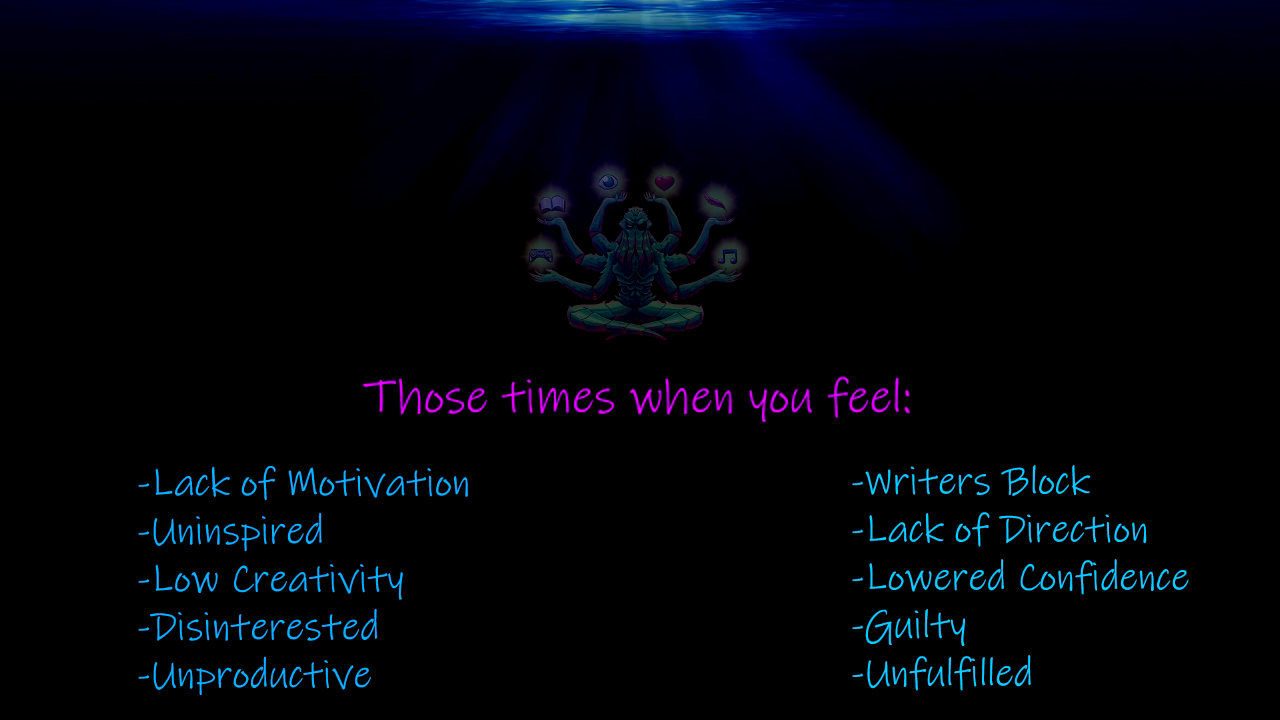 Those times when you feel:
-Lack of Motivation
-Uninspired
-Low Creativity
-Disinterested
-Unproductive
-Writers Block
-Lack of Direction
-Lowered Confidence
-Guilty
-Unfulfilled